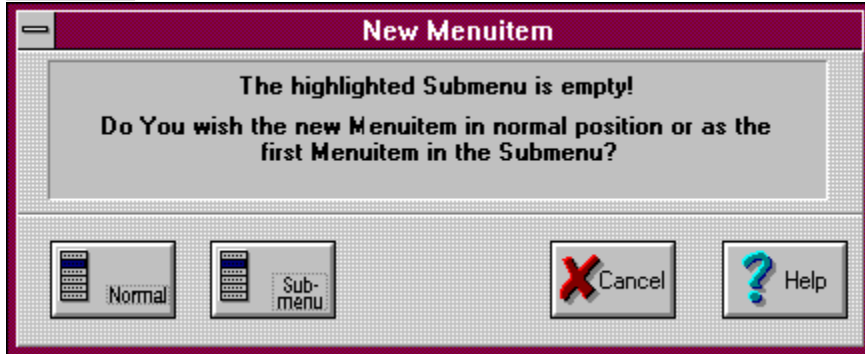 New Menuitem
The highlighted Submenu is empty!
Do You wish the new Menuitem in normal position or as the
first Menuitem in the Submenu?
Normal
Sub-
menu
Cancel
Help